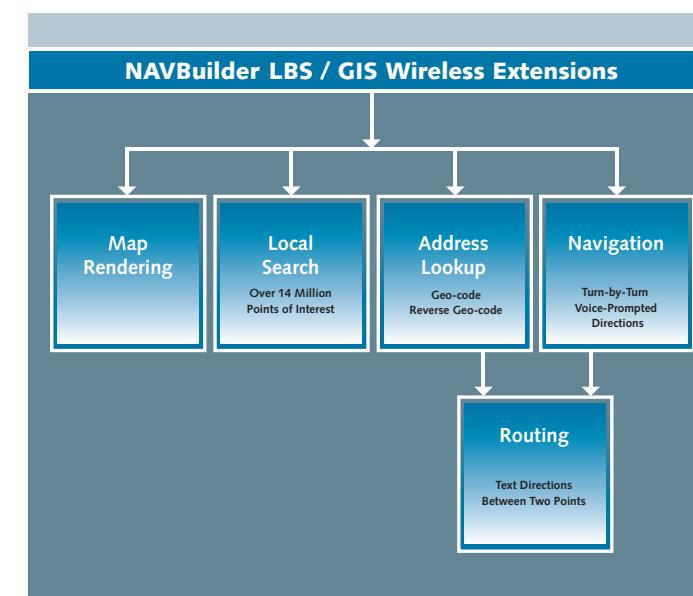 NAVBuilder LBS / GIS Wireless Extensions
Map
Rendering
Local
Search
Over 14 Million
Points of Interest
Address
Lookup
Geo-code
Reverse Geo-code
Navigation
Turn-by-Turn
Voice-Prompted
Directions
Routing
Text Directions
Between Two Points